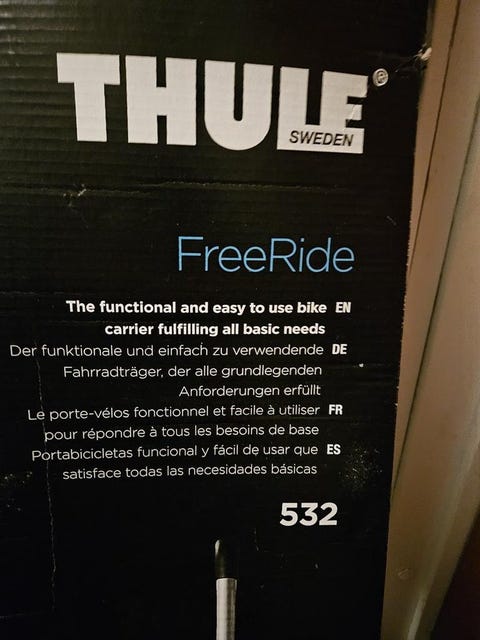 THULE®
SWEDEN
FreeRide
The functional and easy to use bike EN
carrier fulfilling all basic needs
Der funktionale und einfach zu verwendende DE
Fahrradträger, der alle grundlegenden
Anforderungen erfüllt
Le porte-vélos fonctionnel et facile à utiliser FR
pour répondre à tous les besoins de base
Portabicicletas funcional y fácil de usar que ES
satisface todas las necesidades básicas
532